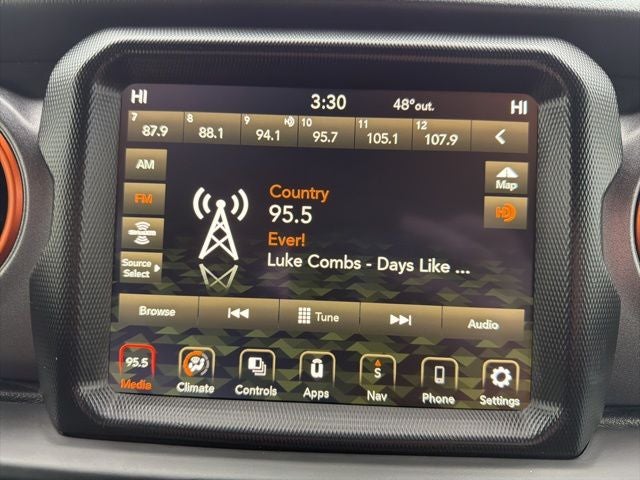 HI 3:30 48°out. HI
7 87.9 8 88.1 9 94.1 HD 10 95.7 11 105.1 12 107.9
AM
Map
FM
HD
Country
95.5
Ever!
Source
Select
Luke Combs - Days Like ...
Browse Tune Audio
95.5 S
Media Climate Controls Apps Nav Phone Settings